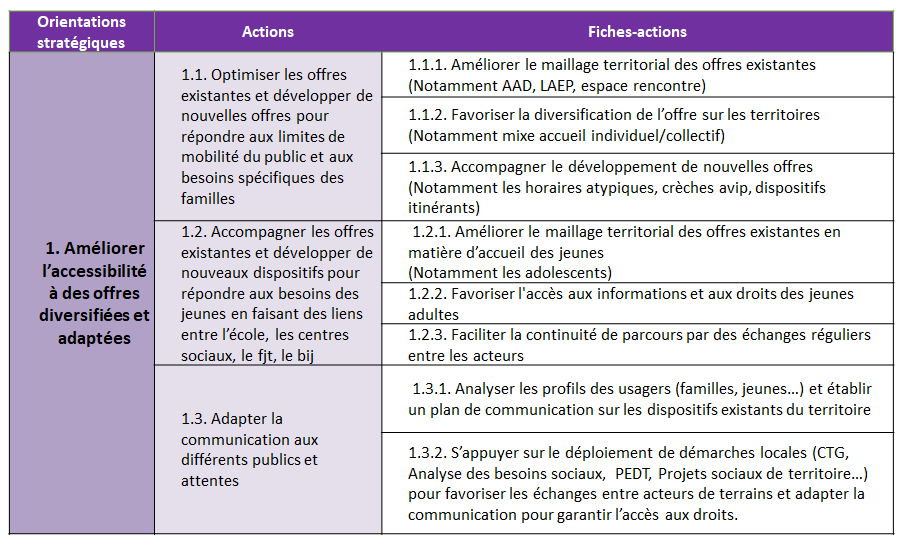 Orientations
stratégiques
Actions
Fiches-actions
1. Améliorer
l’accessibilité
à des offres
diversifiées et
adaptées
1.1. Optimiser les offres
existantes et développer de
nouvelles offres pour
répondre aux limites de
mobilité du public et aux
besoins spécifiques des
familles
1.1.1. Améliorer le maillage territorial des offres existantes
(Notamment AAD, LAEP, espace rencontre)
1.1.2. Favoriser la diversification de l’offre sur les territoires
(Notamment mixe accueil individuel/collectif)
1.1.3. Accompagner le développement de nouvelles offres
(Notamment les horaires atypiques, crèches avip, dispositifs
itinérants)
1.2. Accompagner les offres
existantes et développer de
nouveaux dispositifs pour
répondre aux besoins des
jeunes en faisant des liens
entre l’école, les centres
sociaux, le fjt, le bij
1.2.1. Améliorer le maillage territorial des offres existantes en
matière d’accueil des jeunes
(Notamment les adolescents)
1.2.2. Favoriser l'accès aux informations et aux droits des jeunes
adultes
1.2.3. Faciliter la continuité de parcours par des échanges réguliers
entre les acteurs
1.3. Adapter la
communication aux
différents publics et
attentes
1.3.1. Analyser les profils des usagers (familles, jeunes…) et établir
un plan de communication sur les dispositifs existants du territoire
1.3.2. S’appuyer sur le déploiement de démarches locales (CTG,
Analyse des besoins sociaux, PEDT, Projets sociaux de territoire…)
pour favoriser les échanges entre acteurs de terrains et adapter la
communication pour garantir l’accès aux droits.